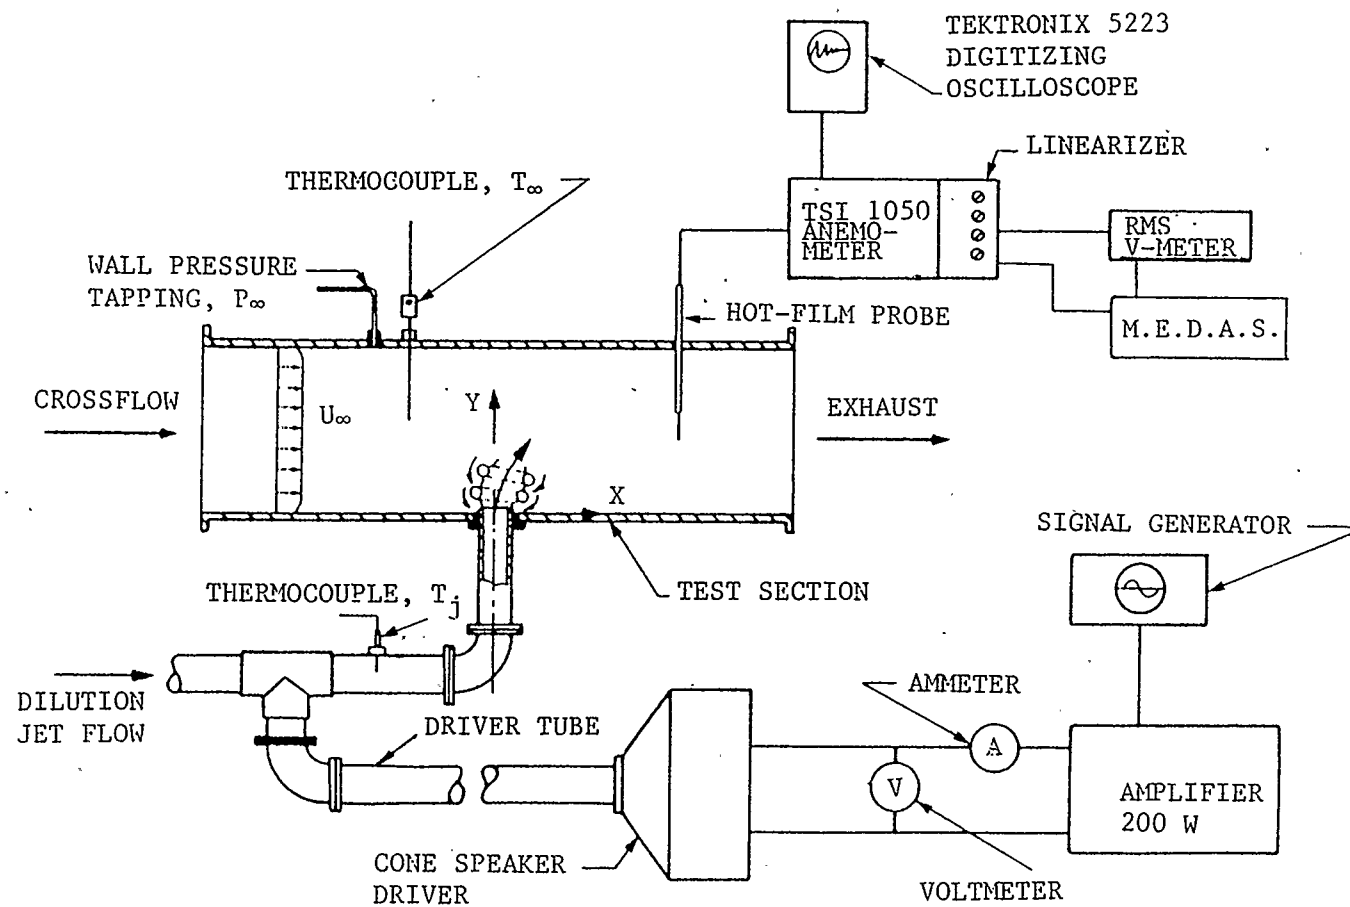 TEKTRONIX 5223
DIGITIZING
OSCILLOSCOPE
LINEARIZER
THERMOCOUPLE, T∞
TSI 1050
ANEMO-
METER
RMS
V-METER
WALL PRESSURE
TAPPING, P∞
HOT-FILM PROBE
M.E.D.A.S.
CROSSFLOW
U∞
Y
EXHAUST
X
SIGNAL GENERATOR
THERMOCOUPLE, Tj
TEST SECTION
DILUTION
JET FLOW
DRIVER TUBE
AMMETER
A
V
AMPLIFIER
200 W
CONE SPEAKER
DRIVER
VOLTMETER